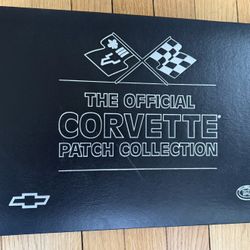 THE OFFICIAL
CORVETTE®
PATCH COLLECTION